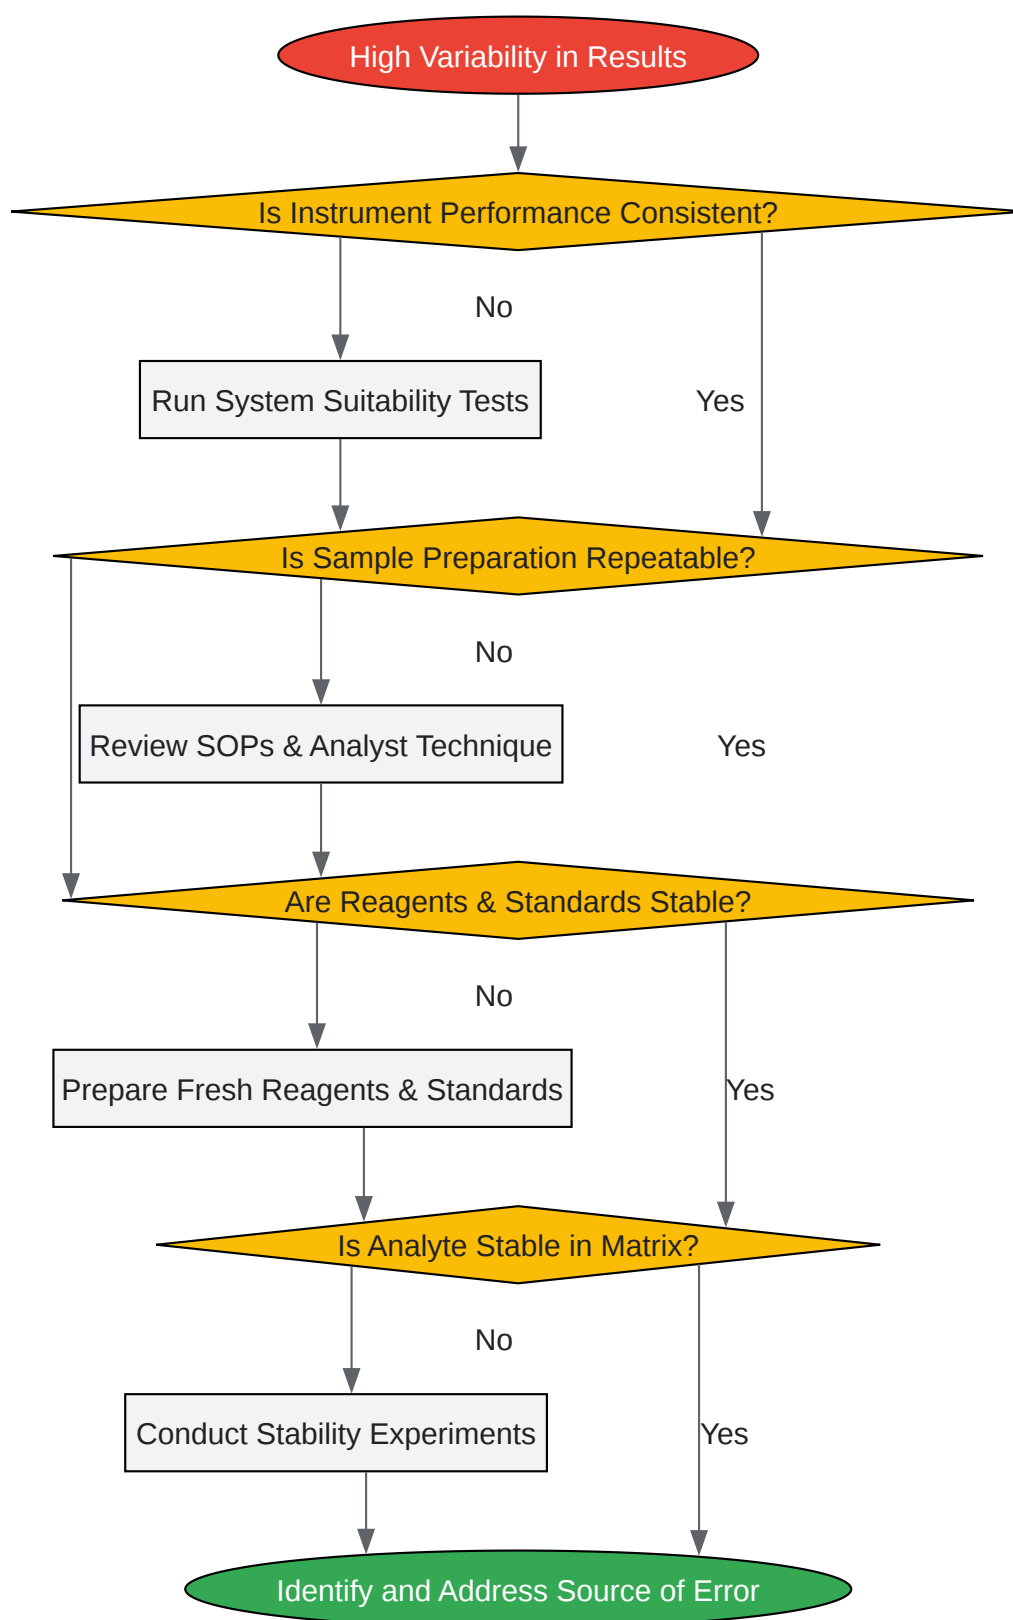 High Variability in Results
Is Instrument Performance Consistent?
No
Run System Suitability Tests
Yes
Is Sample Preparation Repeatable?
No
Review SOPs & Analyst Technique
Yes
Are Reagents & Standards Stable?
No
Prepare Fresh Reagents & Standards
Yes
Is Analyte Stable in Matrix?
No
Conduct Stability Experiments
Yes
Identify and Address Source of Error